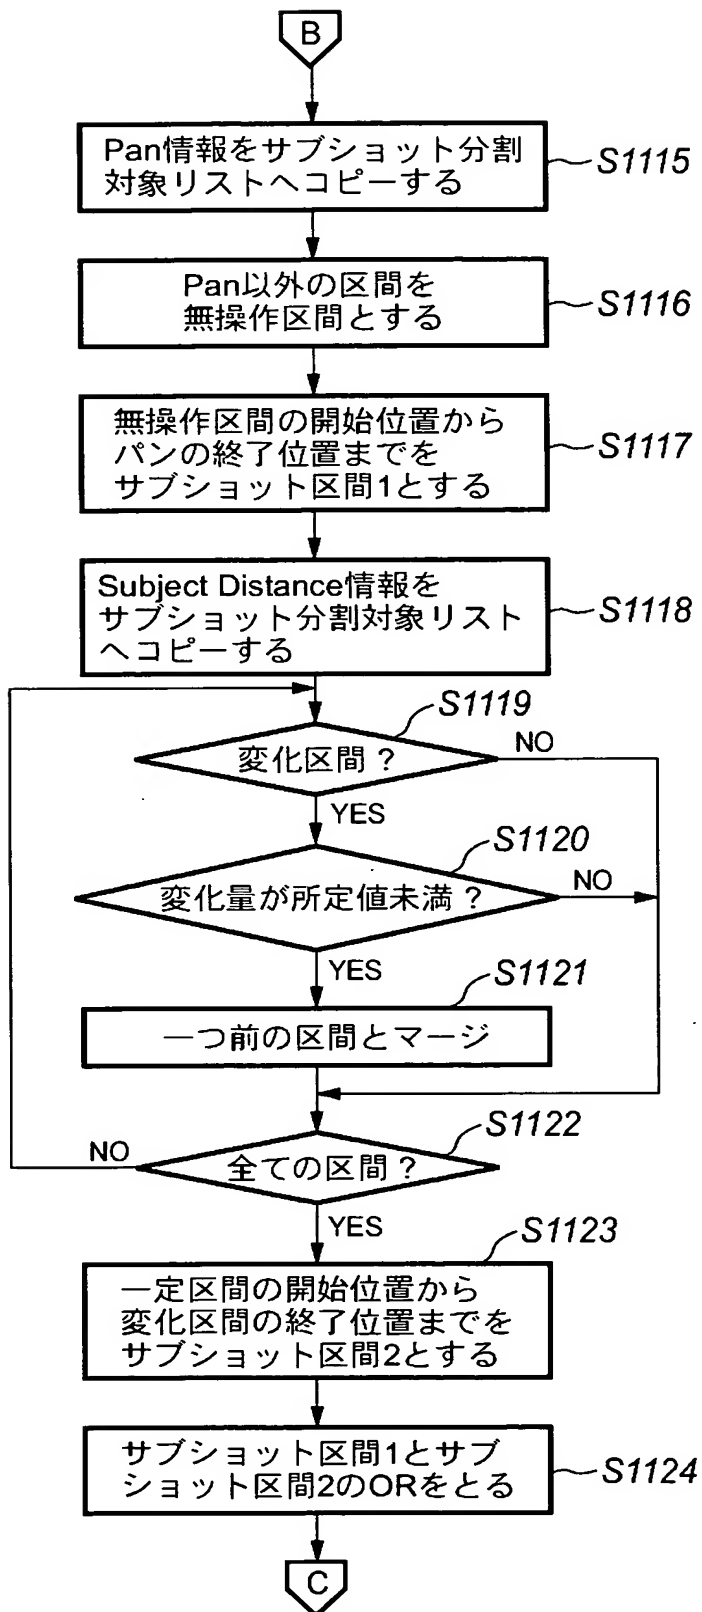 B
Pan情報をサブショット分割
対象リストへコピーする
S1115
Pan以外の区間を
無操作区間とする
S1116
無操作区間の開始位置から
パンの終了位置までを
サブショット区間1とする
S1117
Subject Distance情報を
サブショット分割対象リスト
へコピーする
S1118
S1119
変化区間?
NO
YES
S1120
変化量が所定値未満?
NO
YES
S1121
一つ前の区間とマージ
S1122
NO
全ての区間?
YES
S1123
一定区間の開始位置から
変化区間の終了位置までを
サブショット区間2とする
サブショット区間1とサブ
ショット区間2のORをとる
S1124
C